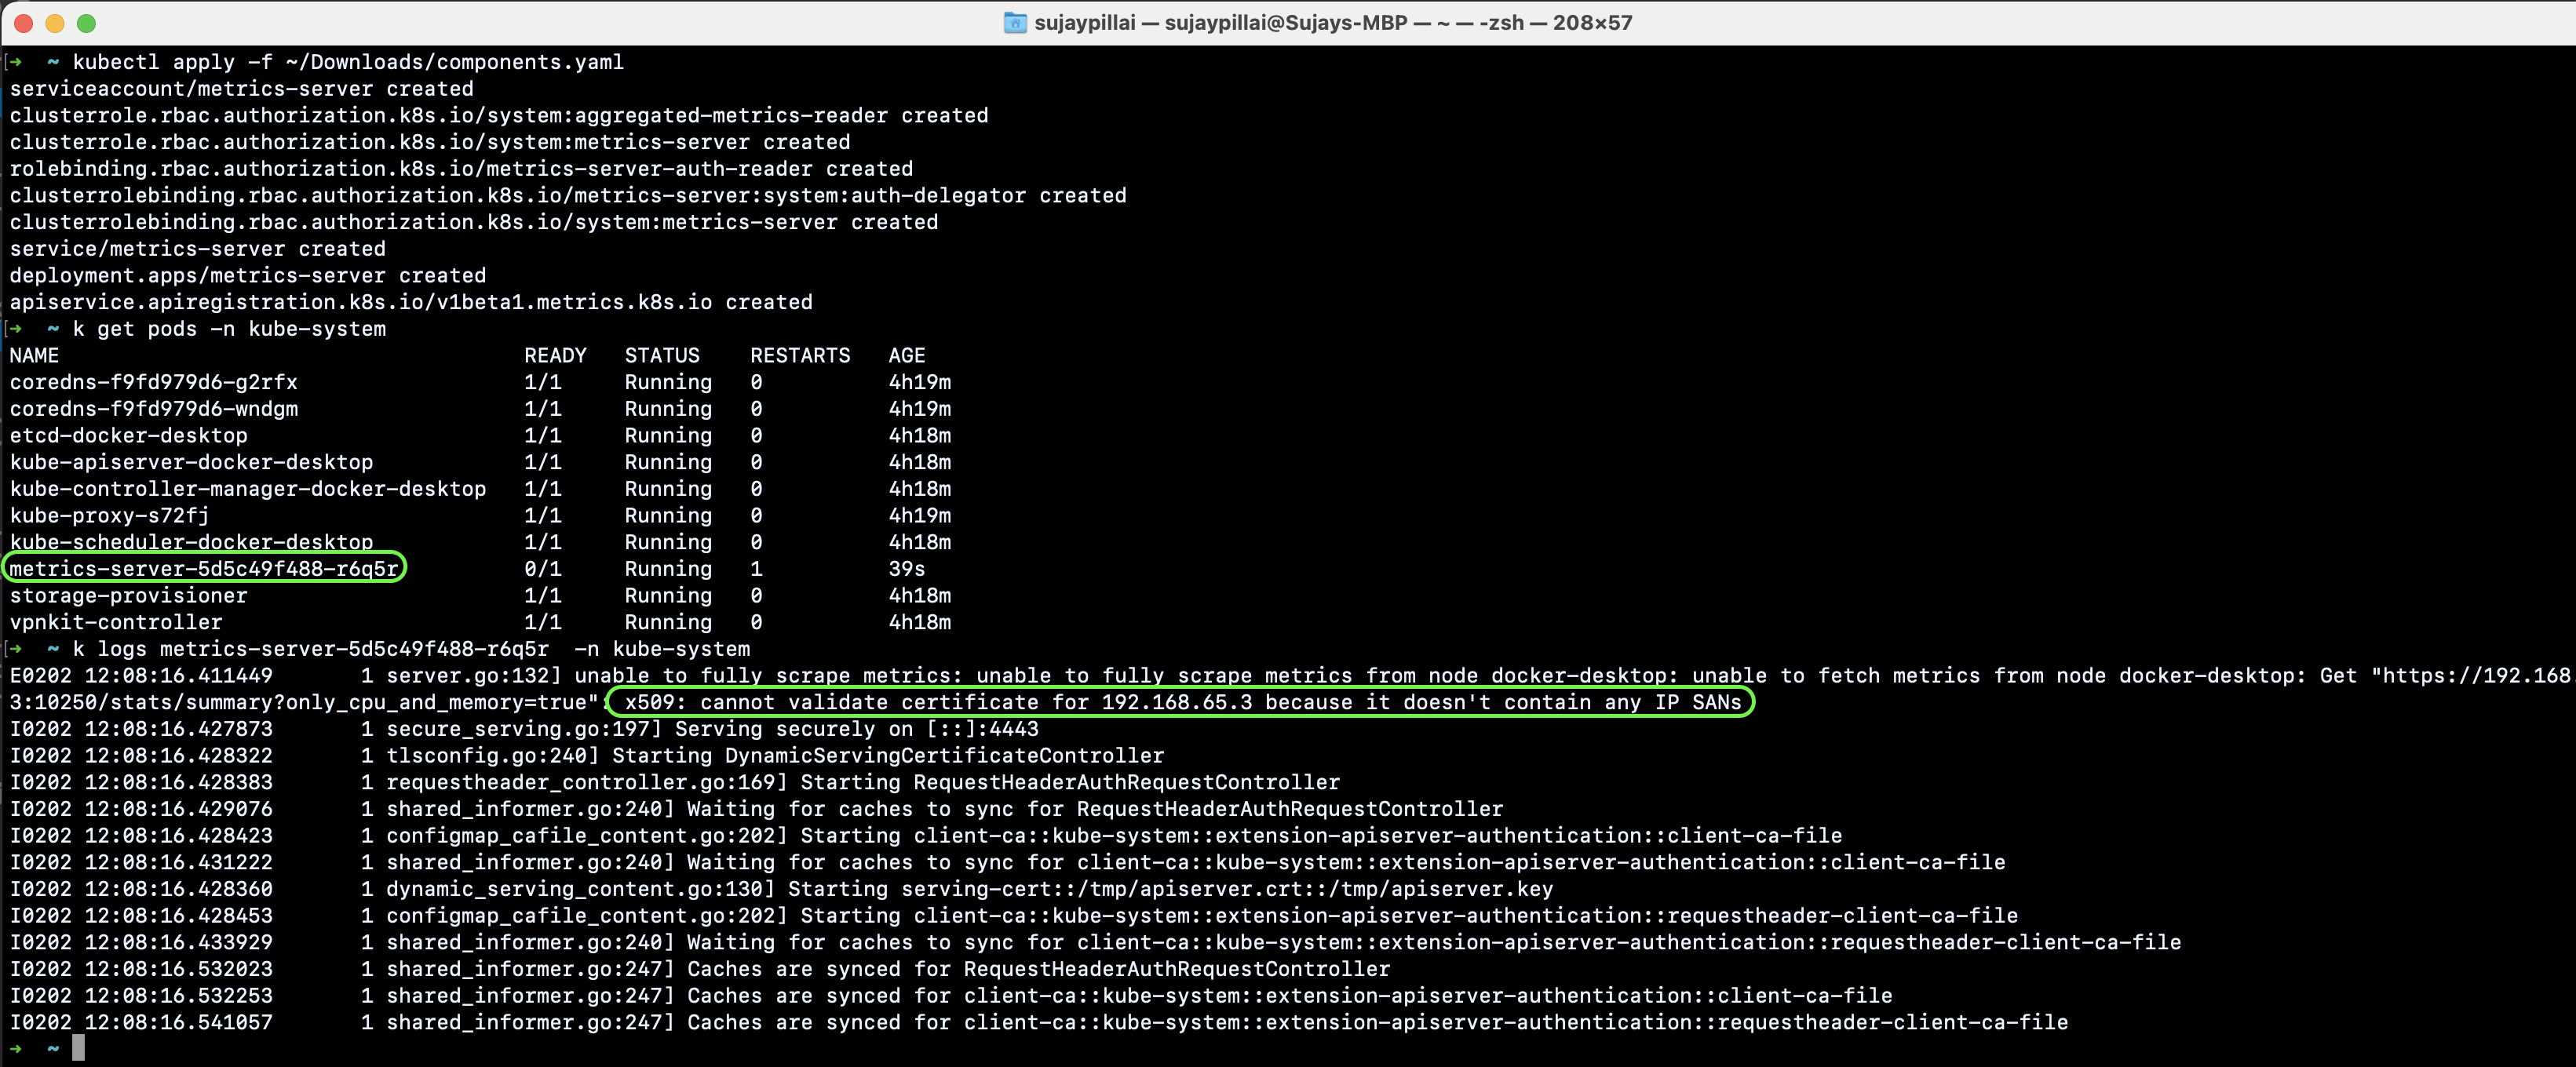 sujaypillai — sujaypillai@Sujays-MBP — ~ — -zsh — 208×57
[→  ~ kubectl apply -f ~/Downloads/components.yaml
serviceaccount/metrics-server created
clusterrole.rbac.authorization.k8s.io/system:aggregated-metrics-reader created
clusterrole.rbac.authorization.k8s.io/system:metrics-server created
rolebinding.rbac.authorization.k8s.io/metrics-server-auth-reader created
clusterrolebinding.rbac.authorization.k8s.io/metrics-server:system:auth-delegator created
clusterrolebinding.rbac.authorization.k8s.io/system:metrics-server created
service/metrics-server created
deployment.apps/metrics-server created
apiservice.apiregistration.k8s.io/v1beta1.metrics.k8s.io created
[→  ~ k get pods -n kube-system
NAME                                     READY   STATUS    RESTARTS   AGE
coredns-f9fd979d6-g2rfx                  1/1     Running   0          4h19m
coredns-f9fd979d6-wndgm                  1/1     Running   0          4h19m
etcd-docker-desktop                      1/1     Running   0          4h18m
kube-apiserver-docker-desktop            1/1     Running   0          4h18m
kube-controller-manager-docker-desktop   1/1     Running   0          4h18m
kube-proxy-s72fj                         1/1     Running   0          4h19m
kube-scheduler-docker-desktop            1/1     Running   0          4h18m
metrics-server-5d5c49f488-r6q5r          0/1     Running   1          39s
storage-provisioner                      1/1     Running   0          4h18m
vpnkit-controller                        1/1     Running   0          4h18m
[→  ~ k logs metrics-server-5d5c49f488-r6q5r  -n kube-system
E0202 12:08:16.411449       1 server.go:132] unable to fully scrape metrics: unable to fully scrape metrics from node docker-desktop: unable to fetch metrics from node docker-desktop: Get "https://192.168.
3:10250/stats/summary?only_cpu_and_memory=true": x509: cannot validate certificate for 192.168.65.3 because it doesn't contain any IP SANs
I0202 12:08:16.427873       1 secure_serving.go:197] Serving securely on [::]:4443
I0202 12:08:16.428322       1 tlsconfig.go:240] Starting DynamicServingCertificateController
I0202 12:08:16.428383       1 requestheader_controller.go:169] Starting RequestHeaderAuthRequestController
I0202 12:08:16.429076       1 shared_informer.go:240] Waiting for caches to sync for RequestHeaderAuthRequestController
I0202 12:08:16.428423       1 configmap_cafile_content.go:202] Starting client-ca::kube-system::extension-apiserver-authentication::client-ca-file
I0202 12:08:16.431222       1 shared_informer.go:240] Waiting for caches to sync for client-ca::kube-system::extension-apiserver-authentication::client-ca-file
I0202 12:08:16.428360       1 dynamic_serving_content.go:130] Starting serving-cert::/tmp/apiserver.crt::/tmp/apiserver.key
I0202 12:08:16.428453       1 configmap_cafile_content.go:202] Starting client-ca::kube-system::extension-apiserver-authentication::requestheader-client-ca-file
I0202 12:08:16.433929       1 shared_informer.go:240] Waiting for caches to sync for client-ca::kube-system::extension-apiserver-authentication::requestheader-client-ca-file
I0202 12:08:16.532023       1 shared_informer.go:247] Caches are synced for RequestHeaderAuthRequestController
I0202 12:08:16.532253       1 shared_informer.go:247] Caches are synced for client-ca::kube-system::extension-apiserver-authentication::client-ca-file
I0202 12:08:16.541057       1 shared_informer.go:247] Caches are synced for client-ca::kube-system::extension-apiserver-authentication::requestheader-client-ca-file
→  ~